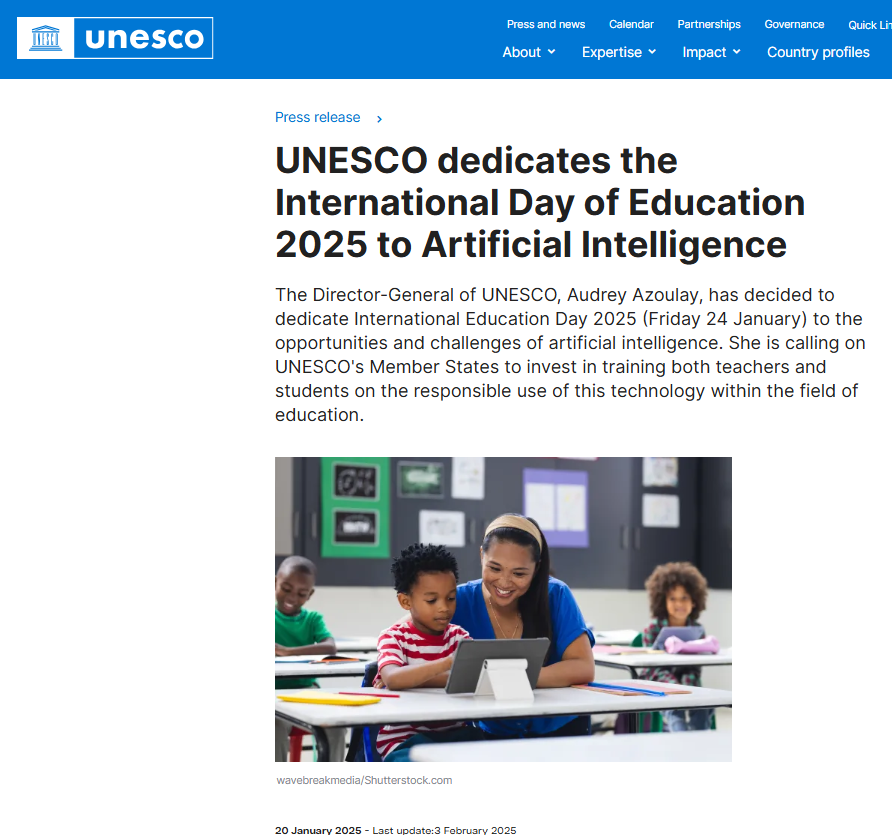 unesco
Press and news Calendar Partnerships Governance Quick Lin
About Expertise Impact Country profiles
Press release
UNESCO dedicates the
International Day of Education
2025 to Artificial Intelligence
The Director-General of UNESCO, Audrey Azoulay, has decided to
dedicate International Education Day 2025 (Friday 24 January) to the
opportunities and challenges of artificial intelligence. She is calling on
UNESCO's Member States to invest in training both teachers and
students on the responsible use of this technology within the field of
education.
wavebreakmedia/Shutterstock.com
20 January 2025 - Last update:3 February 2025